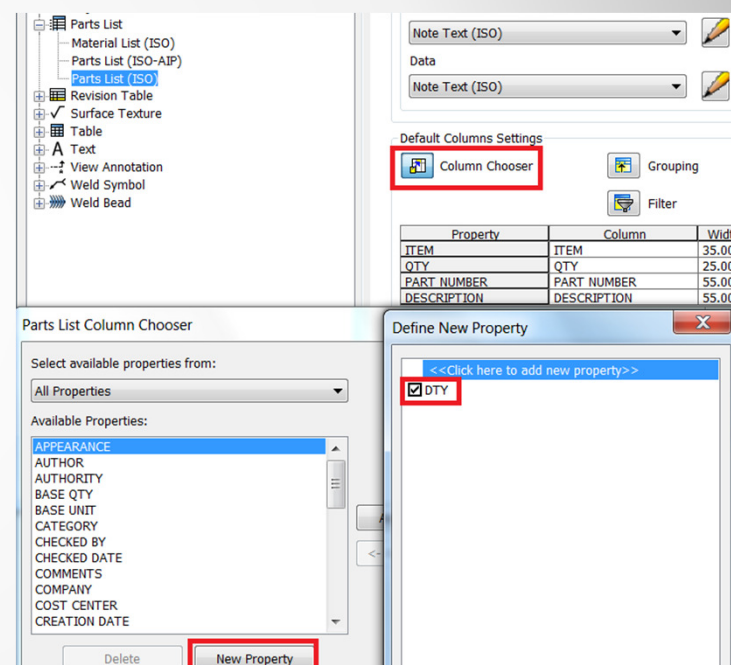 Parts List
Material List (ISO)
Parts List (ISO-AIP)
Parts List (ISO)
Revision Table
Surface Texture
Table
Text
View Annotation
Weld Symbol
Weld Bead
Note Text (ISO)
Data
Note Text (ISO)
Default Columns Settings
Column Chooser
Grouping
Filter
Property Column
ITEM ITEM 35.00
QTY QTY 25.00
PART NUMBER PART NUMBER 55.00
DESCRIPTION DESCRIPTION 55.00
Parts List Column Chooser
Select available properties from:
All Properties
Available Properties:
APPEARANCE
AUTHOR
AUTHORITY
BASE QTY
BASE UNIT
CATEGORY
CHECKED BY
CHECKED DATE
COMMENTS
COMPANY
COST CENTER
CREATION DATE
Delete New Property
<-
Define New Property
<<Click here to add new property>>
DTY